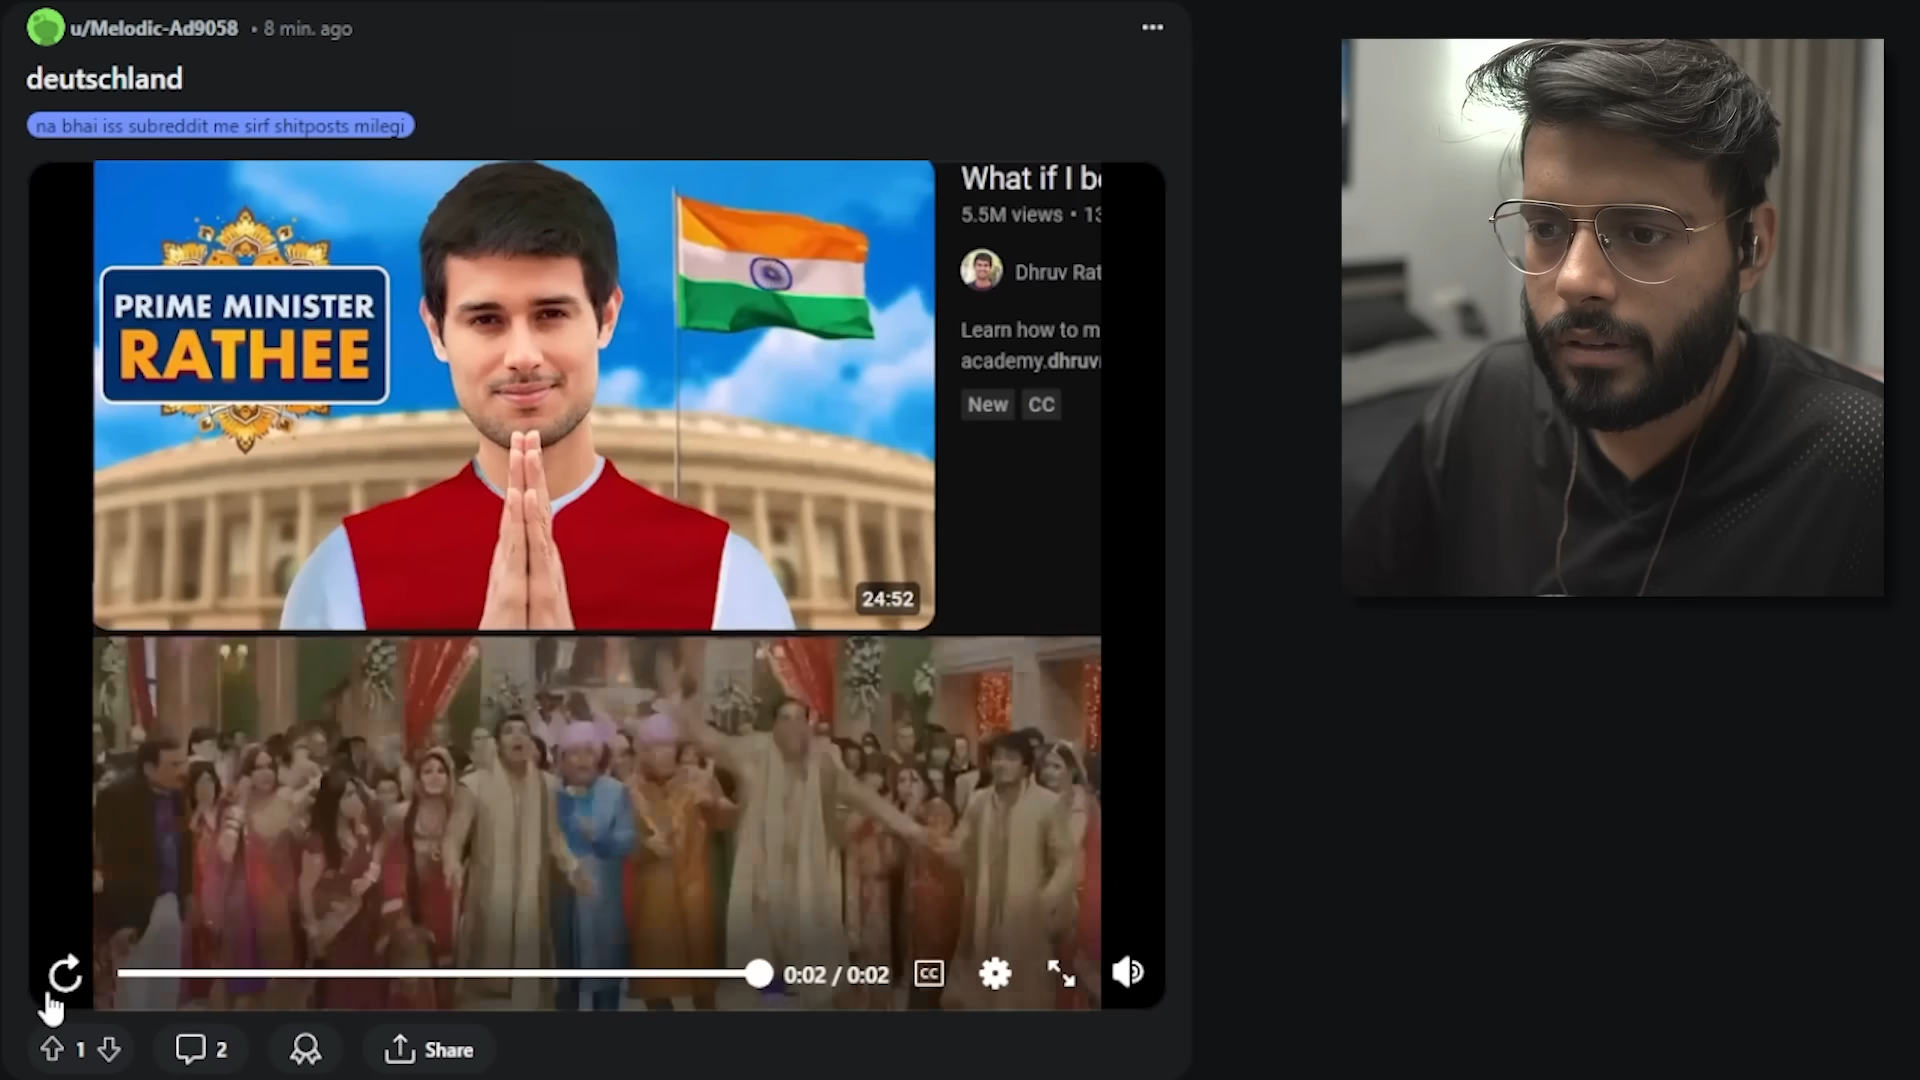 u/Melodic-Ad9058 • 8 min. ago
deutschland
na bhai iss subreddit me sirf shitposts milegi
PRIME MINISTER
RATHEE
24:52
What if I b
5.5M views • 13
Dhruv Rat
Learn how to m
academy.dhruv
New CC
0:02 / 0:02 CC
1 2 Share